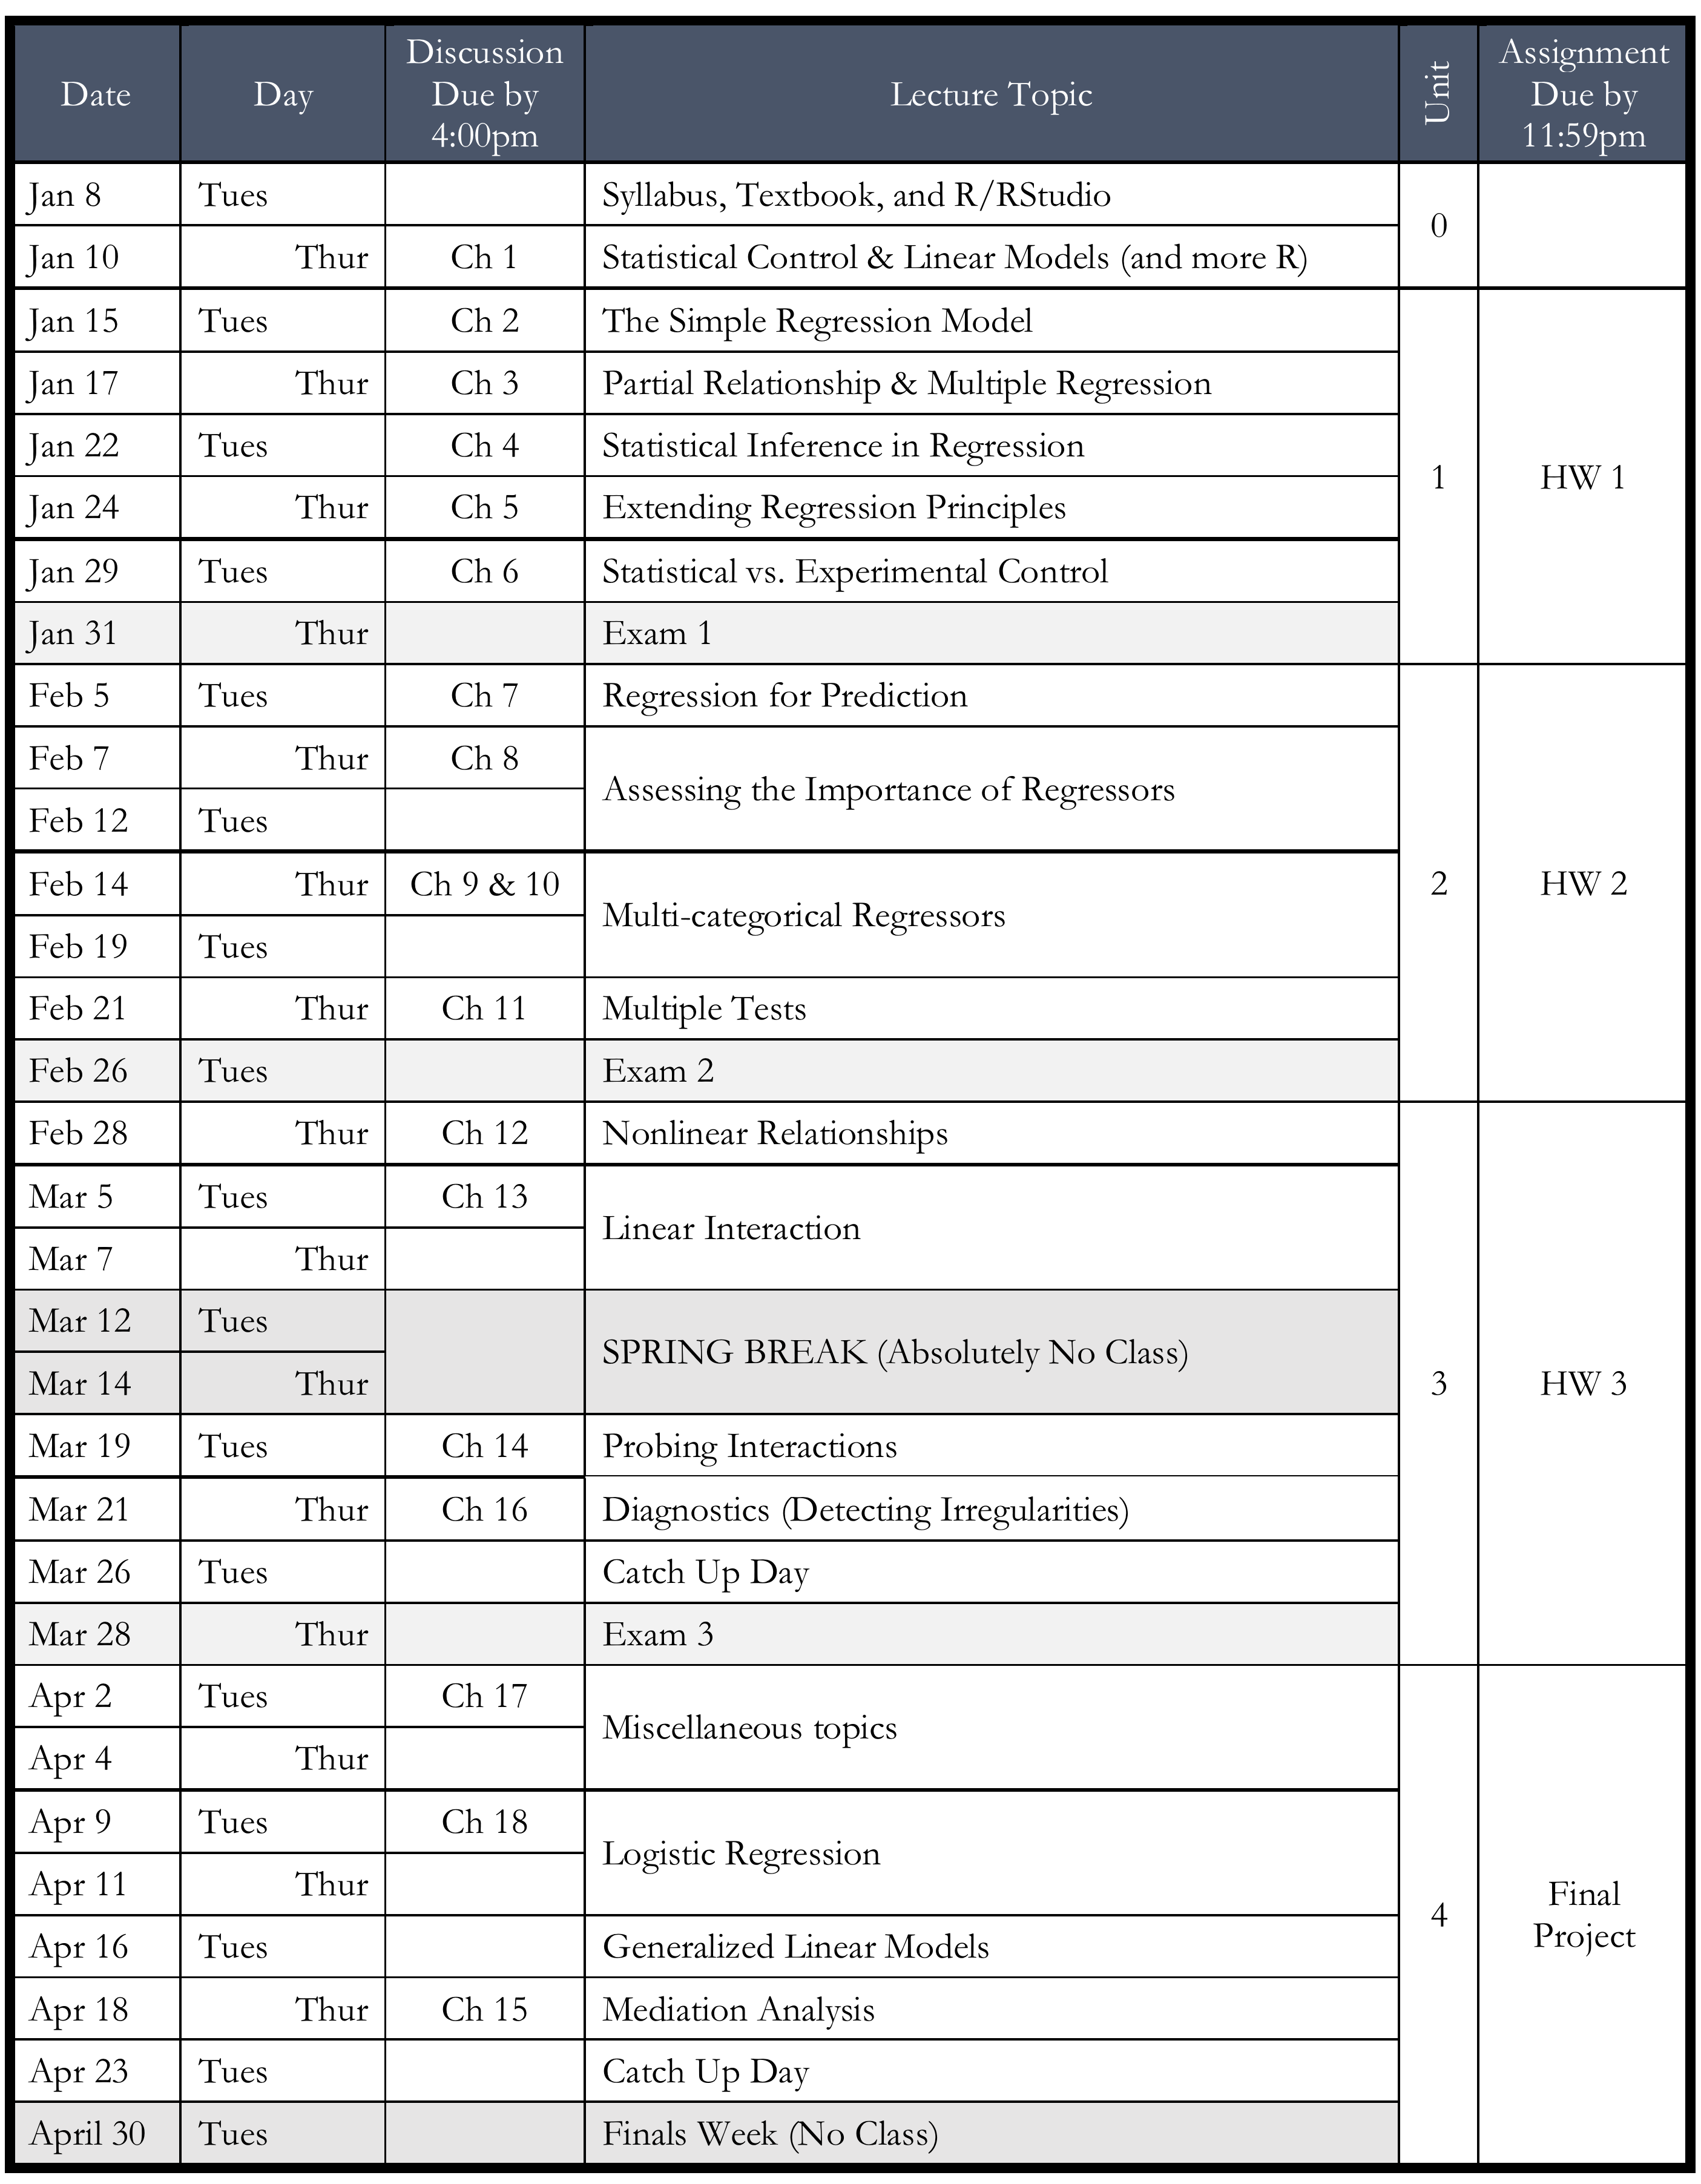 Date Day Discussion Due by 4:00pm Lecture Topic Unit Assignment Due by 11:59pm
Jan 8 Tues Syllabus, Textbook, and R/RStudio 0
Jan 10 Thur Ch 1 Statistical Control & Linear Models (and more R)
Jan 15 Tues Ch 2 The Simple Regression Model 1 HW 1
Jan 17 Thur Ch 3 Partial Relationship & Multiple Regression
Jan 22 Tues Ch 4 Statistical Inference in Regression
Jan 24 Thur Ch 5 Extending Regression Principles
Jan 29 Tues Ch 6 Statistical vs. Experimental Control
Jan 31 Thur Exam 1
Feb 5 Tues Ch 7 Regression for Prediction 2 HW 2
Feb 7 Thur Ch 8 Assessing the Importance of Regressors
Feb 12 Tues
Feb 14 Thur Ch 9 & 10 Multi-categorical Regressors
Feb 19 Tues
Feb 21 Thur Ch 11 Multiple Tests
Feb 26 Tues Exam 2
Feb 28 Thur Ch 12 Nonlinear Relationships 3 HW 3
Mar 5 Tues Ch 13 Linear Interaction
Mar 7 Thur
Mar 12 Tues SPRING BREAK (Absolutely No Class)
Mar 14 Thur
Mar 19 Tues Ch 14 Probing Interactions
Mar 21 Thur Ch 16 Diagnostics (Detecting Irregularities)
Mar 26 Tues Catch Up Day
Mar 28 Thur Exam 3
Apr 2 Tues Ch 17 Miscellaneous topics 4 Final Project
Apr 4 Thur
Apr 9 Tues Ch 18 Logistic Regression
Apr 11 Thur
Apr 16 Tues Generalized Linear Models
Apr 18 Thur Ch 15 Mediation Analysis
Apr 23 Tues Catch Up Day
April 30 Tues Finals Week (No Class)